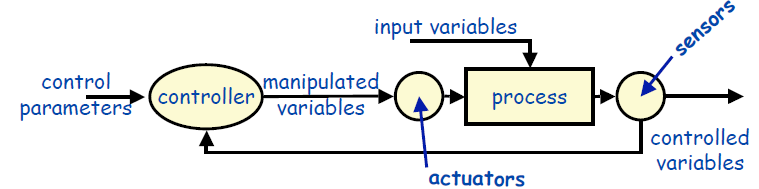 sensors
input variables
control
parameters
controller
manipulated
variables
process
controlled
variables
actuators